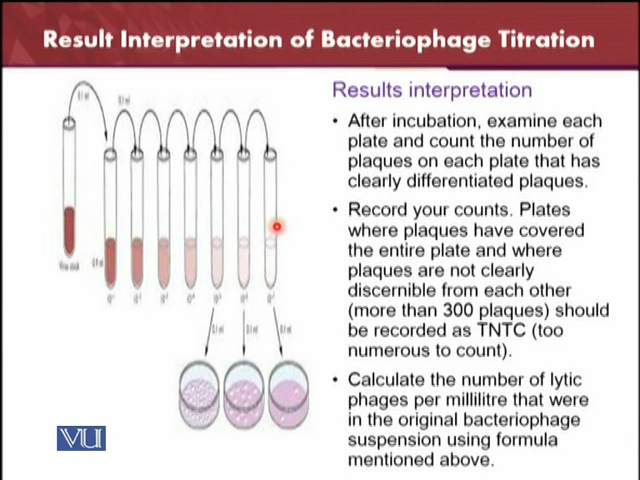 Result Interpretation of Bacteriophage Titration
Results interpretation
• After incubation, examine each
plate and count the number of
plaques on each plate that has
clearly differentiated plaques.
• Record your counts. Plates
where plaques have covered
the entire plate and where
plaques are not clearly
discernible from each other
(more than 300 plaques) should
be recorded as TNTC (too
numerous to count).
• Calculate the number of lytic
phages per millilitre that were
in the original bacteriophage
suspension using formula
mentioned above.
VU